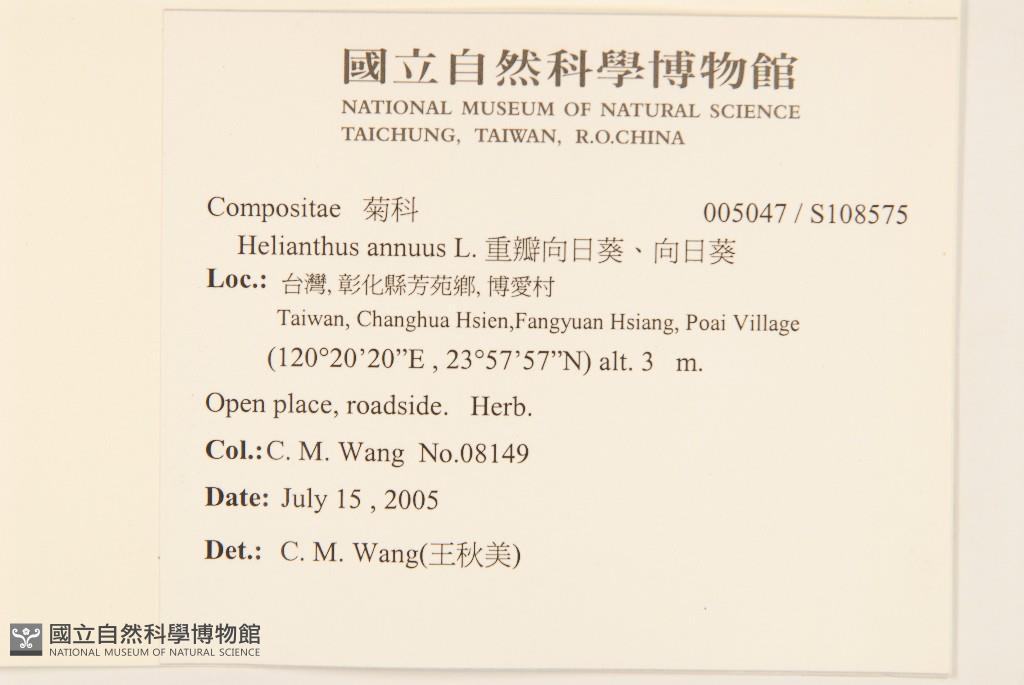 國立自然科學博物館
NATIONAL MUSEUM OF NATURAL SCIENCE
TAICHUNG, TAIWAN, R.O.CHINA
Compositae 菊科 005047 / S108575
Helianthus annuus L. 重瓣向日葵、向日葵
Loc.: 台灣, 彰化縣芳苑鄉, 博愛村
Taiwan, Changhua Hsien,Fangyuan Hsiang, Poai Village
(120°20’20”E , 23°57’57”N) alt. 3 m.
Open place, roadside. Herb.
Col.:C. M. Wang No.08149
Date: July 15 , 2005
Det.: C. M. Wang(王秋美)
國立自然科學博物館
NATIONAL MUSEUM OF NATURAL SCIENCE